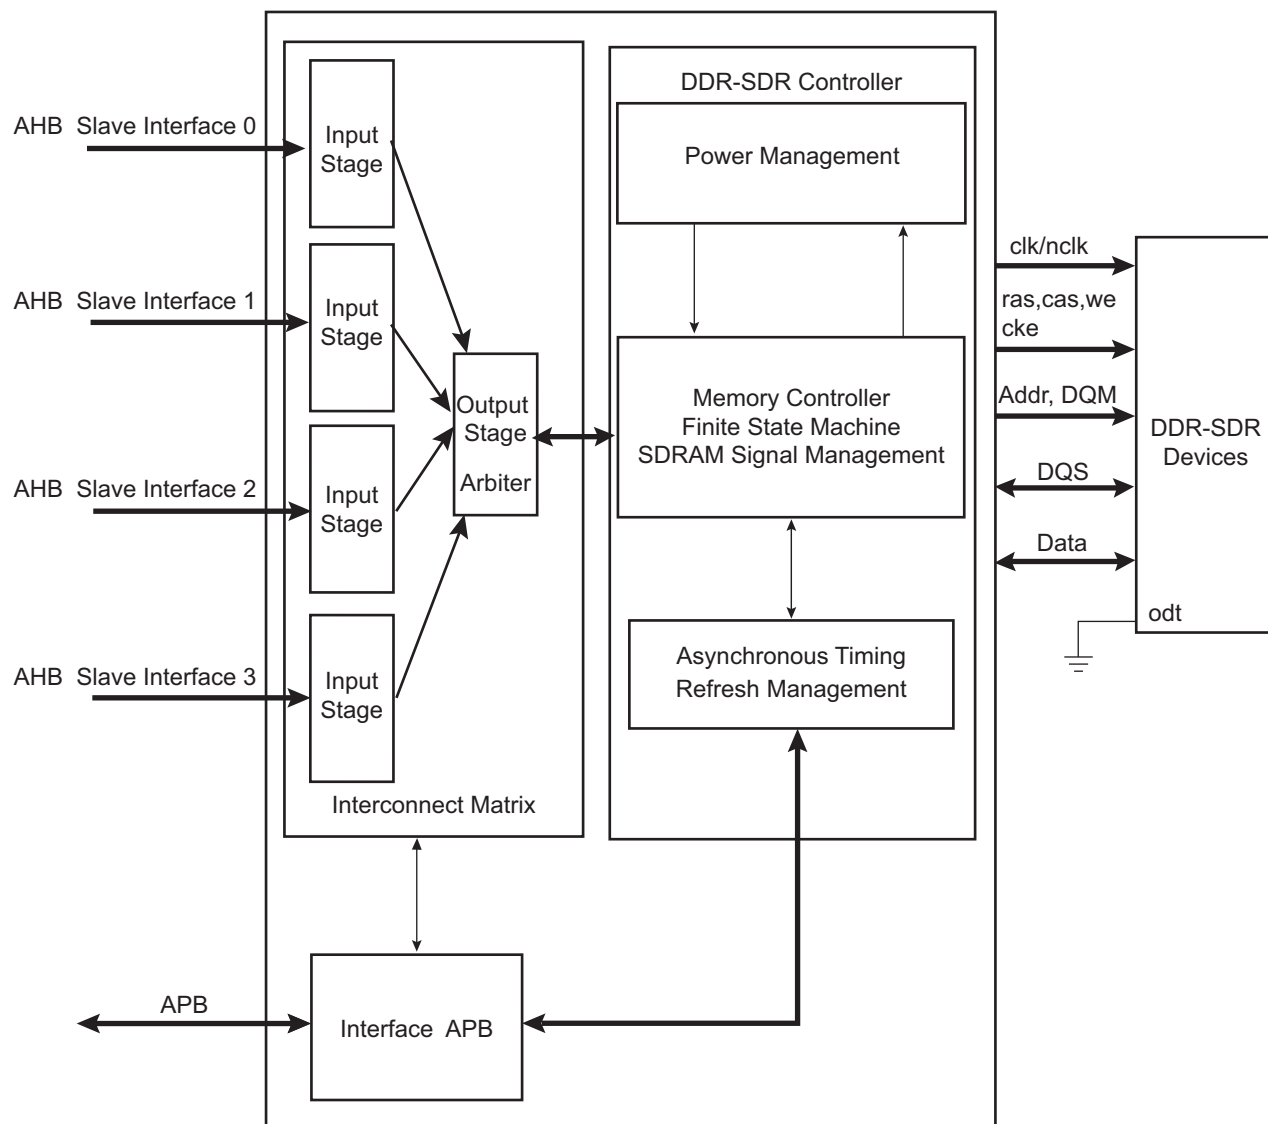 AHB Slave Interface 0
AHB Slave Interface 1
AHB Slave Interface 2
AHB Slave Interface 3
Input
Stage
Input
Stage
Input
Stage
Input
Stage
Output
Stage
Arbiter
Interconnect Matrix
DDR-SDR Controller
Power Management
Memory Controller
Finite State Machine
SDRAM Signal Management
Asynchronous Timing
Refresh Management
clk/nclk
ras,cas,we
cke
Addr, DQM
DQS
Data
DDR-SDR
Devices
odt
APB
Interface APB